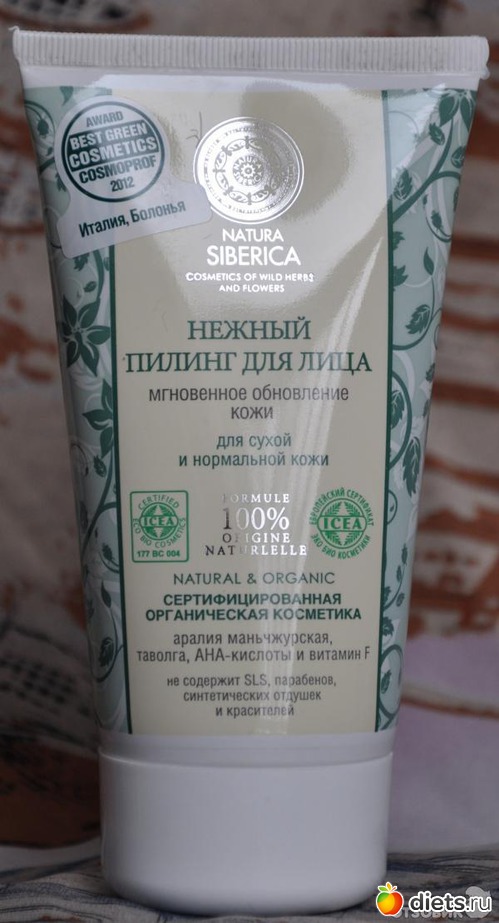 AWARD
BEST GREEN
COSMETICS
COSMOPROF
2012
Италия, Болонья
NATURA
SIBERICA
COSMETICS OF WILD HERBS
AND FLOWERS
НЕЖНЫЙ
ПИЛИНГ ДЛЯ ЛИЦА
мгновенное обновление
кожи
для сухой
и нормальной кожи
CERTIFIED
ICEA
ECO BIO COSMETICS
177 BC 004
FORMULE
100%
ORIGINE
NATURELLE
ЕВРОПЕЙСКИЙ СЕРТИФИКАТ
ICEA
ЭКО БИО КОСМЕТИКИ
NATURAL & ORGANIC
СЕРТИФИЦИРОВАННАЯ
ОРГАНИЧЕСКАЯ КОСМЕТИКА
аралия маньчжурская,
таволга, АНА-кислоты и витамин F
не содержит SLS, парабенов,
синтетических отдушек
и красителей
diets.ru